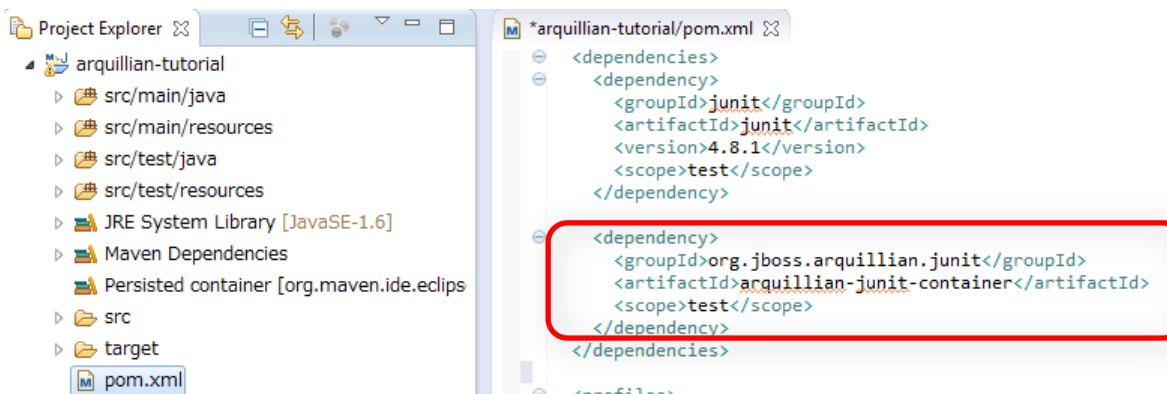 Project Explorer
arquillian-tutorial
src/main/java
src/main/resources
src/test/java
src/test/resources
JRE System Library [JavaSE-1.6]
Maven Dependencies
Persisted container [org.maven.ide.eclips
src
target
pom.xml
*arquillian-tutorial/pom.xml
<dependencies>
<dependency>
<groupId>junit</groupId>
<artifactId>junit</artifactId>
<version>4.8.1</version>
<scope>test</scope>
</dependency>
<dependency>
<groupId>org.jboss.arquillian.junit</groupId>
<artifactId>arquillian-junit-container</artifactId>
<scope>test</scope>
</dependency>
</dependencies>
<profiles>